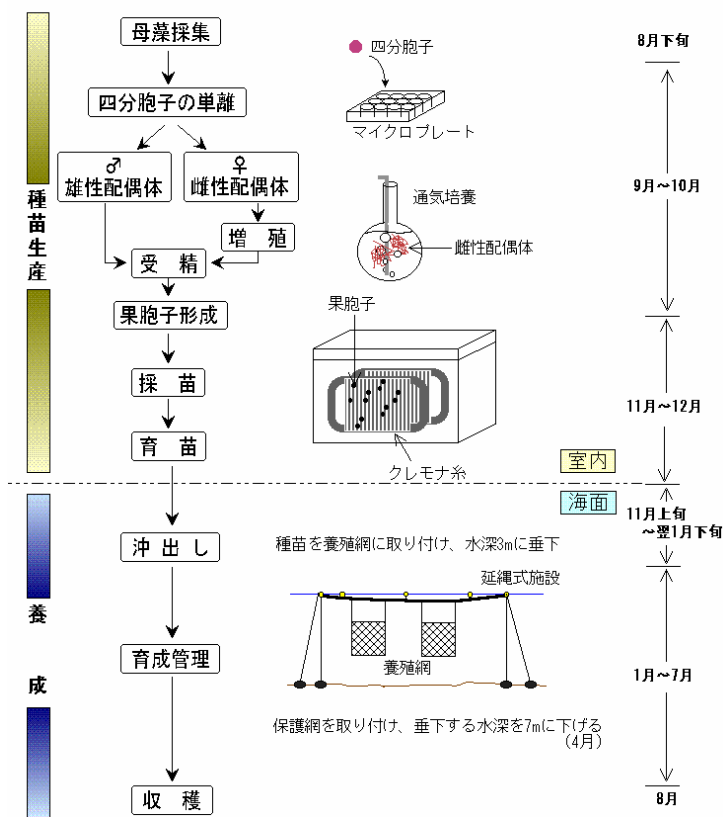 母藻採集
四分胞子の単離
♂
雄性配偶体
♀
雌性配偶体
増 殖
受 精
果胞子形成
採 苗
育 苗
沖 出 し
育成管理
収 穫
種苗生産
養
成
四分胞子
マイクロプレート
通気培養
雌性配偶体
果胞子
クレモナ糸
室内
海面
種苗を養殖網に取り付け、水深3mに垂下
延縄式施設
養殖網
保護網を取り付け、垂下する水深を7mに下げる
(4月)
8月下旬
9月～10月
11月～12月
11月上旬
～翌1月下旬
1月～7月
8月